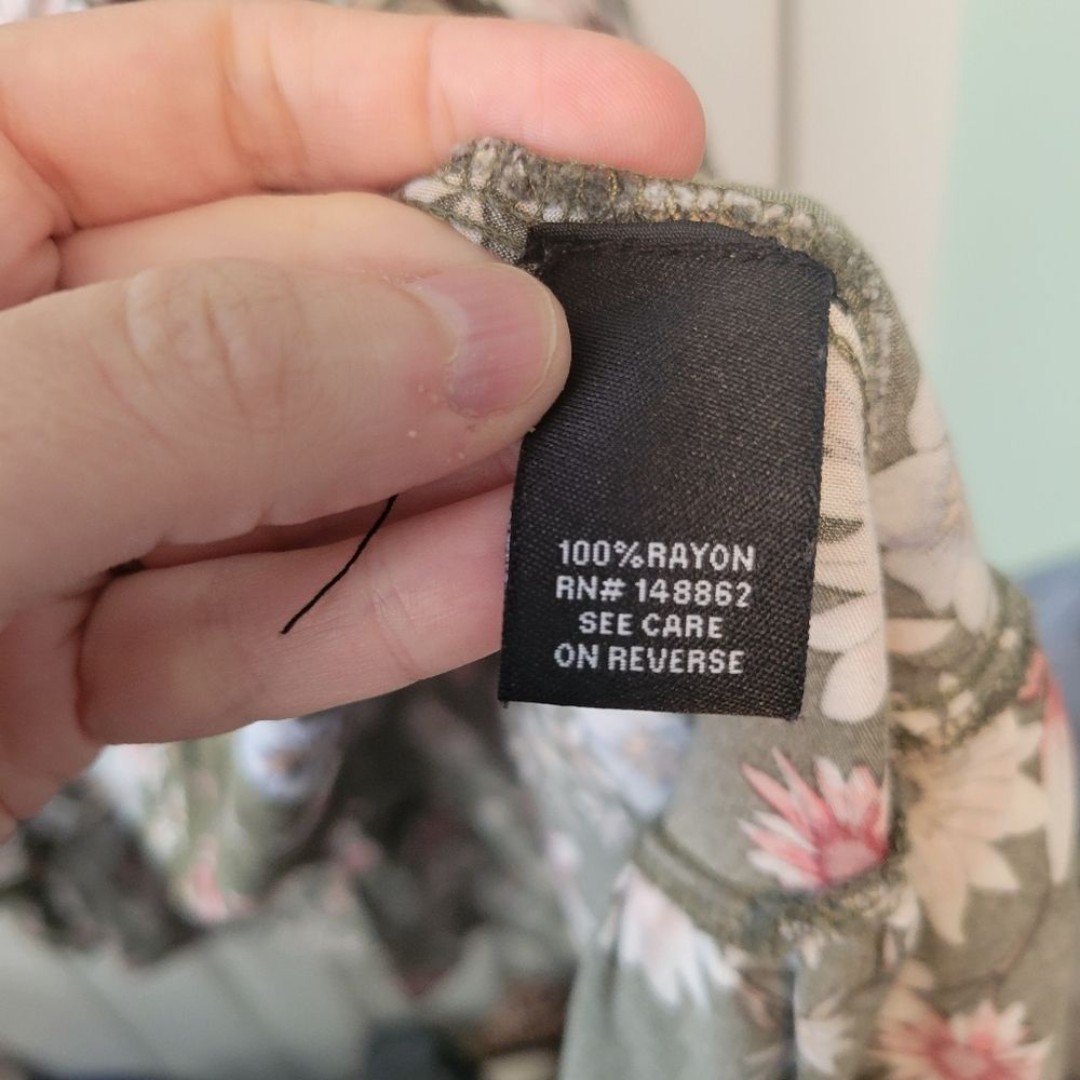 100%RAYON
RN# 148862
SEE CARE
ON REVERSE